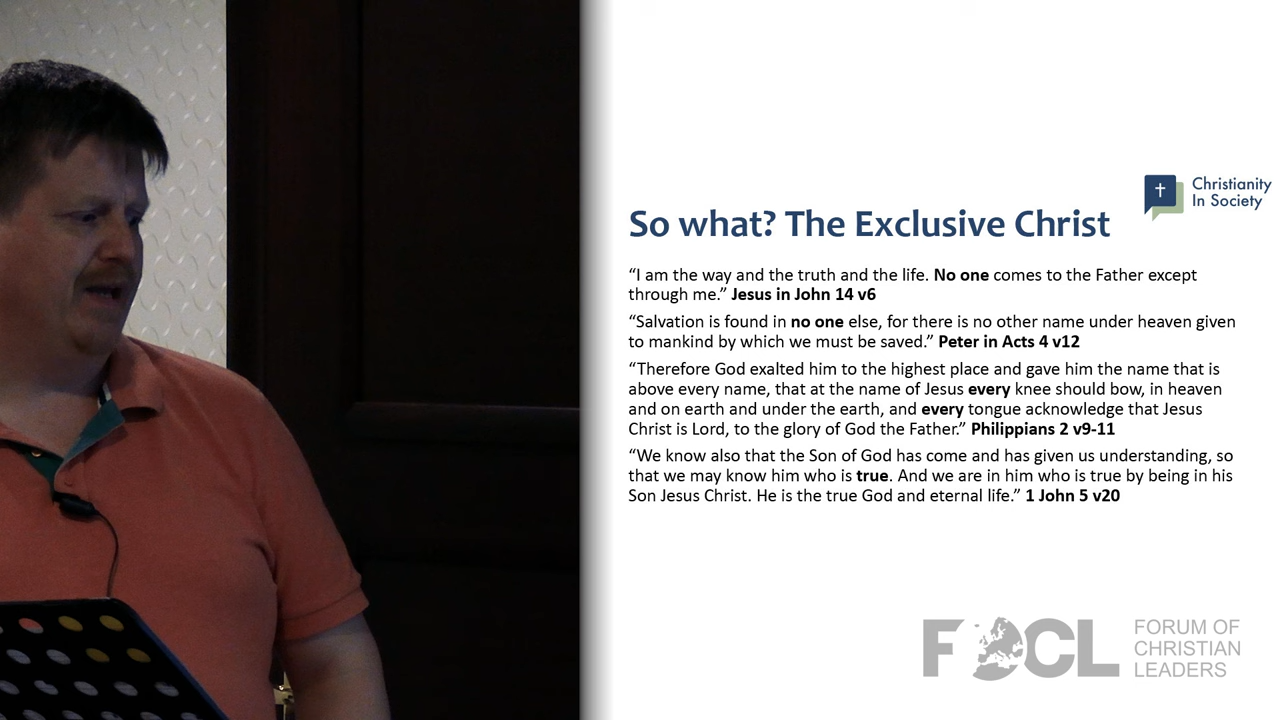 Christianity
In Society
So what? The Exclusive Christ
“I am the way and the truth and the life. No one comes to the Father except
through me.” Jesus in John 14 v6
“Salvation is found in no one else, for there is no other name under heaven given
to mankind by which we must be saved.” Peter in Acts 4 v12
“Therefore God exalted him to the highest place and gave him the name that is
above every name, that at the name of Jesus every knee should bow, in heaven
and on earth and under the earth, and every tongue acknowledge that Jesus
Christ is Lord, to the glory of God the Father.” Philippians 2 v9-11
“We know also that the Son of God has come and has given us understanding, so
that we may know him who is true. And we are in him who is true by being in his
Son Jesus Christ. He is the true God and eternal life.” 1 John 5 v20
FOCL
FORUM OF
CHRISTIAN
LEADERS